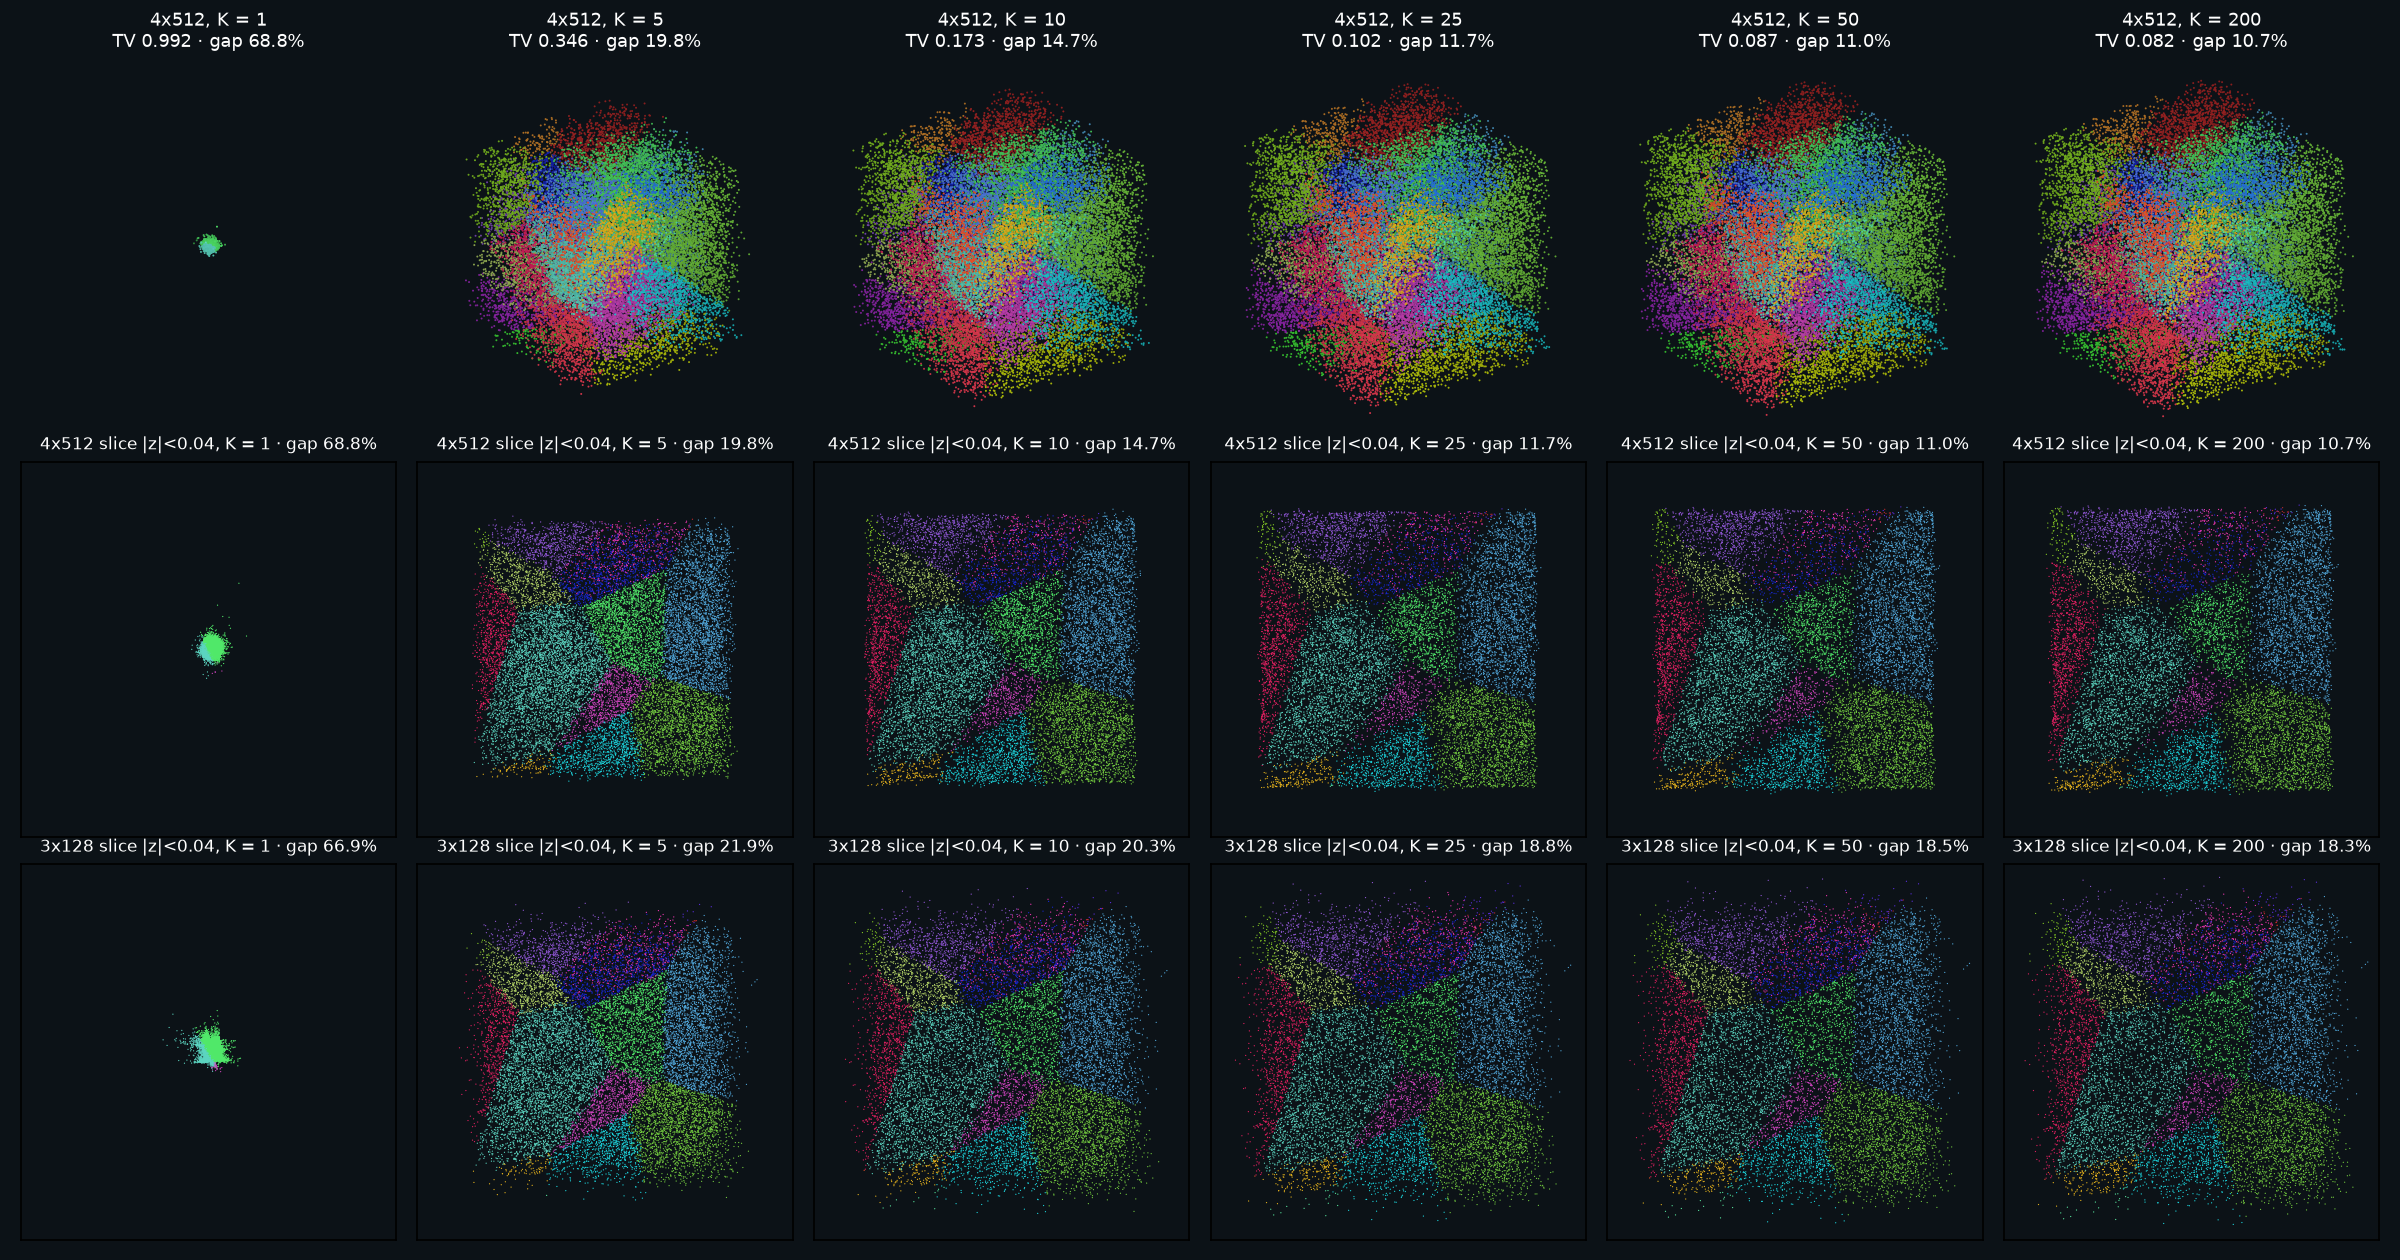 4x512, K = 1
TV 0.992 · gap 68.8%
4x512, K = 5
TV 0.346 · gap 19.8%
4x512, K = 10
TV 0.173 · gap 14.7%
4x512, K = 25
TV 0.102 · gap 11.7%
4x512, K = 50
TV 0.087 · gap 11.0%
4x512, K = 200
TV 0.082 · gap 10.7%
4x512 slice |z|<0.04, K = 1 · gap 68.8%
4x512 slice |z|<0.04, K = 5 · gap 19.8%
4x512 slice |z|<0.04, K = 10 · gap 14.7%
4x512 slice |z|<0.04, K = 25 · gap 11.7%
4x512 slice |z|<0.04, K = 50 · gap 11.0%
4x512 slice |z|<0.04, K = 200 · gap 10.7%
3x128 slice |z|<0.04, K = 1 · gap 66.9%
3x128 slice |z|<0.04, K = 5 · gap 21.9%
3x128 slice |z|<0.04, K = 10 · gap 20.3%
3x128 slice |z|<0.04, K = 25 · gap 18.8%
3x128 slice |z|<0.04, K = 50 · gap 18.5%
3x128 slice |z|<0.04, K = 200 · gap 18.3%